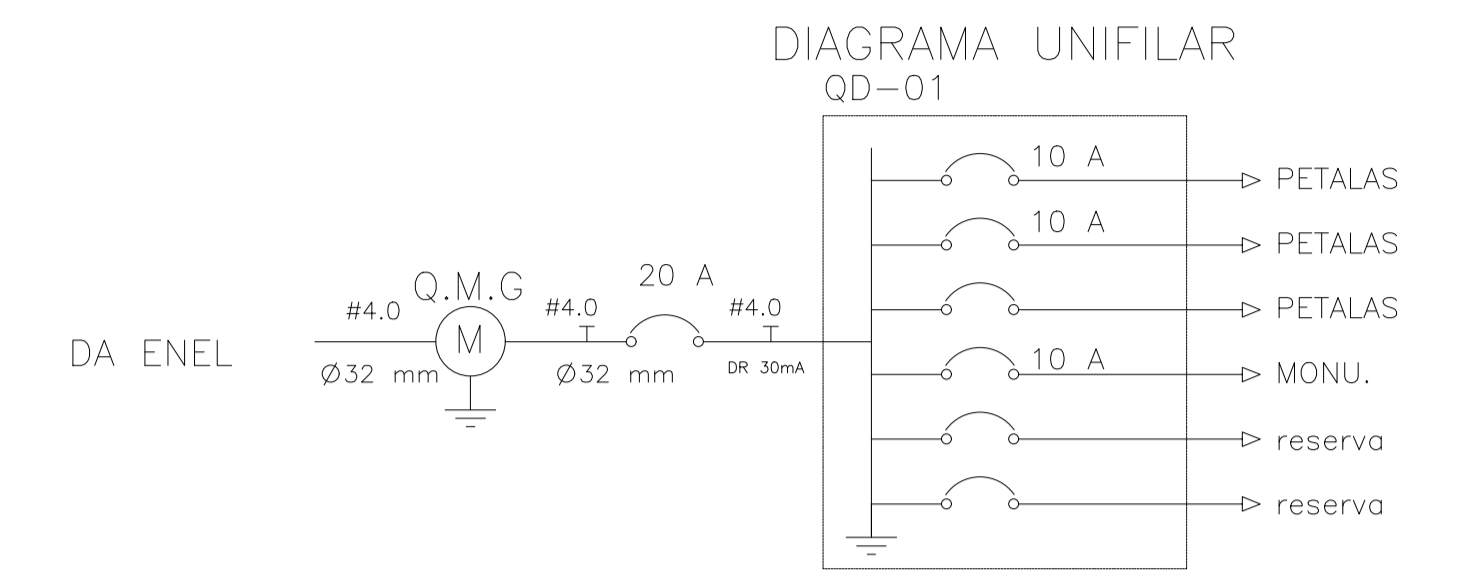 DIAGRAMA UNIFILAR
QD-01
10 A
PETALAS
10 A
PETALAS
PETALAS
10 A
MONU.
reserva
reserva
DA ENEL
#4.0
Ø32 mm
Q.M.G
M
#4.0
Ø32 mm
20 A
#4.0
DR 30mA